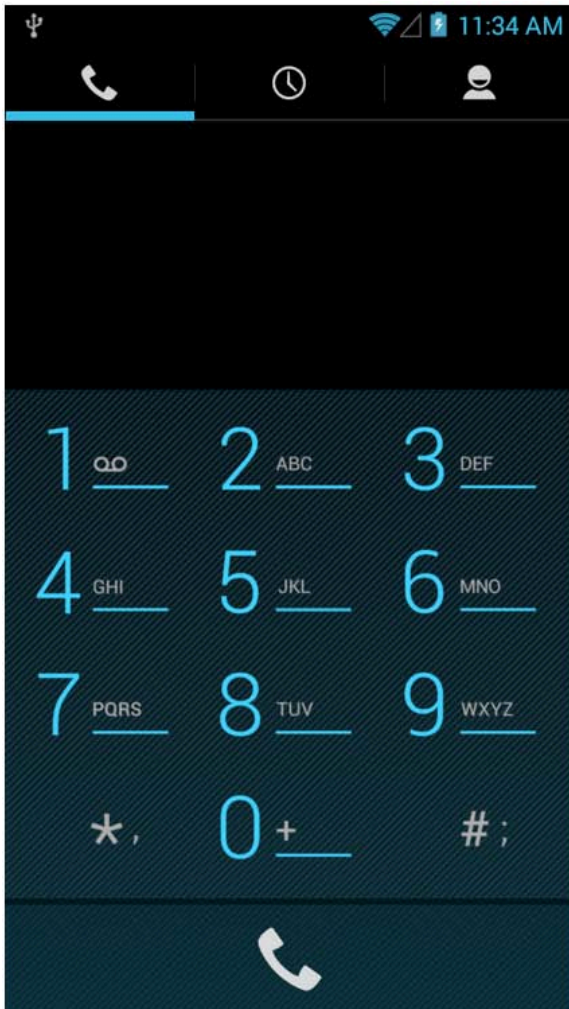 11:34 AM
1
2 ABC
3 DEF
4 GHI
5 JKL
6 MNO
7 PQRS
8 TUV
9 WXYZ
*,
0 +
#;